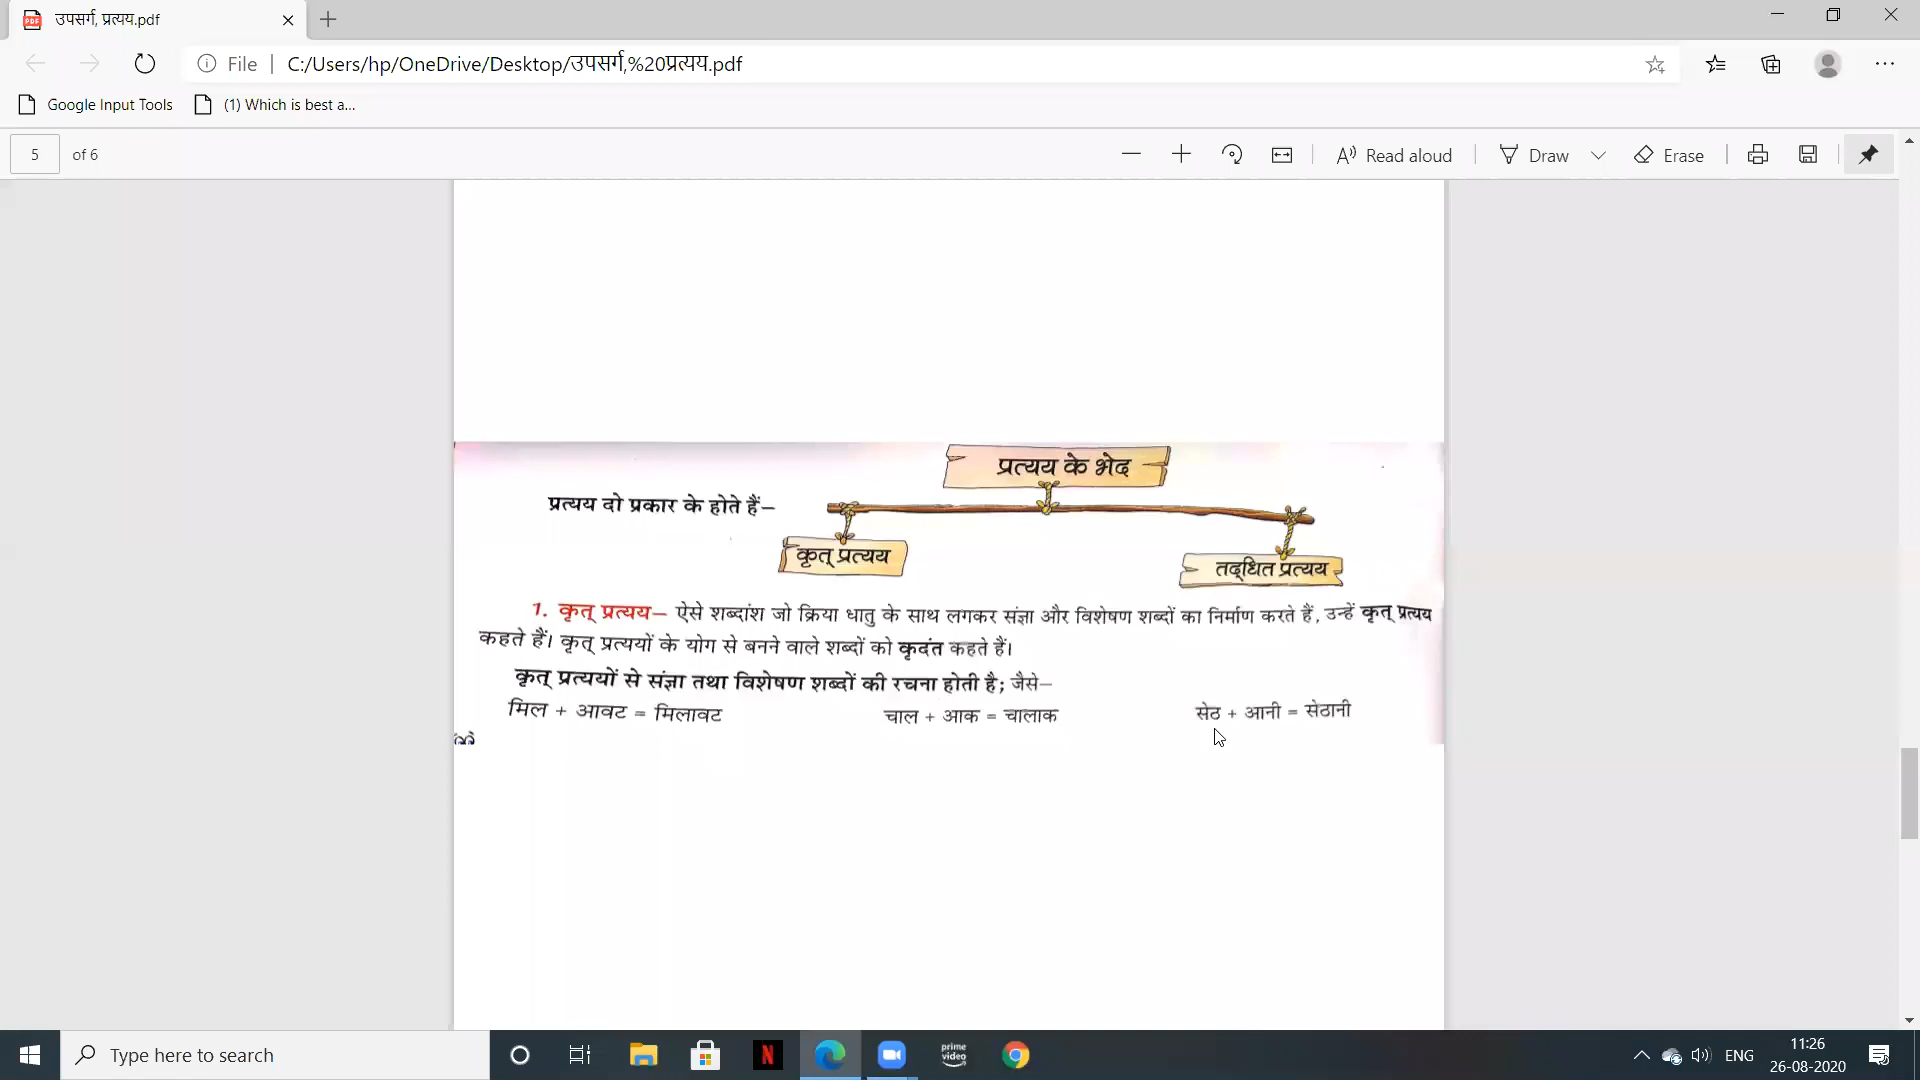 उपसर्ग, प्रत्यय.pdf
File | C:/Users/hp/OneDrive/Desktop/उपसर्ग,%20प्रत्यय.pdf
Google Input Tools (1) Which is best a...
5 of 6 Read aloud Draw Erase
प्रत्यय के भेद
प्रत्यय दो प्रकार के होते हैं–
कृत् प्रत्यय
तद्धित प्रत्यय
1. कृत् प्रत्यय– ऐसे शब्दांश जो क्रिया धातु के साथ लगकर संज्ञा और विशेषण शब्दों का निर्माण करते हैं, उन्हें कृत् प्रत्यय
कहते हैं। कृत् प्रत्ययों के योग से बनने वाले शब्दों को कृदंत कहते हैं।
कृत् प्रत्ययों से संज्ञा तथा विशेषण शब्दों की रचना होती है; जैसे–
मिल + आवट = मिलावट चाल + आक = चालाक सेठ + आनी = सेठानी
Type here to search
prime video
ENG
11:26
26-08-2020